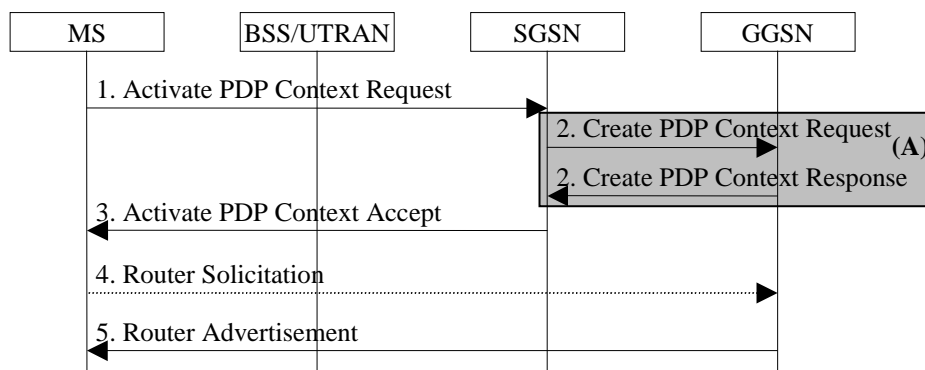 MS BSS/UTRAN SGSN GGSN
1. Activate PDP Context Request
2. Create PDP Context Request
(A)
2. Create PDP Context Response
3. Activate PDP Context Accept
4. Router Solicitation
5. Router Advertisement